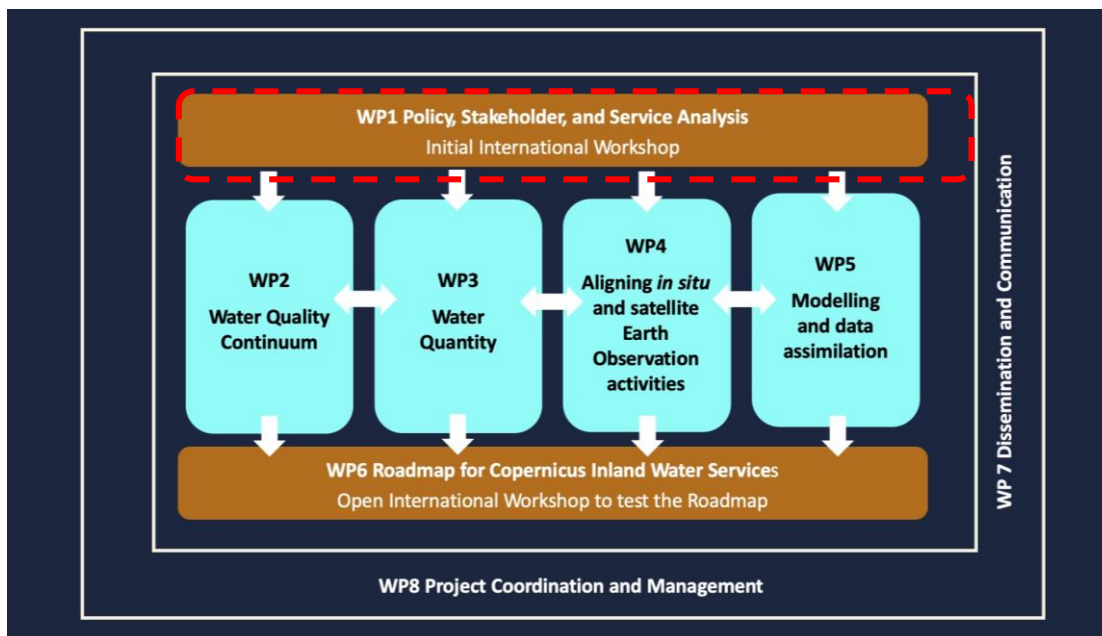 WP1 Policy, Stakeholder, and Service Analysis
Initial International Workshop
WP2
Water Quality
Continuum
WP3
Water
Quantity
WP4
Aligning in situ
and satellite
Earth
Observation
activities
WP5
Modelling
and data
assimilation
WP6 Roadmap for Copernicus Inland Water Services
Open International Workshop to test the Roadmap
WP 7 Dissemination and Communication
WP8 Project Coordination and Management